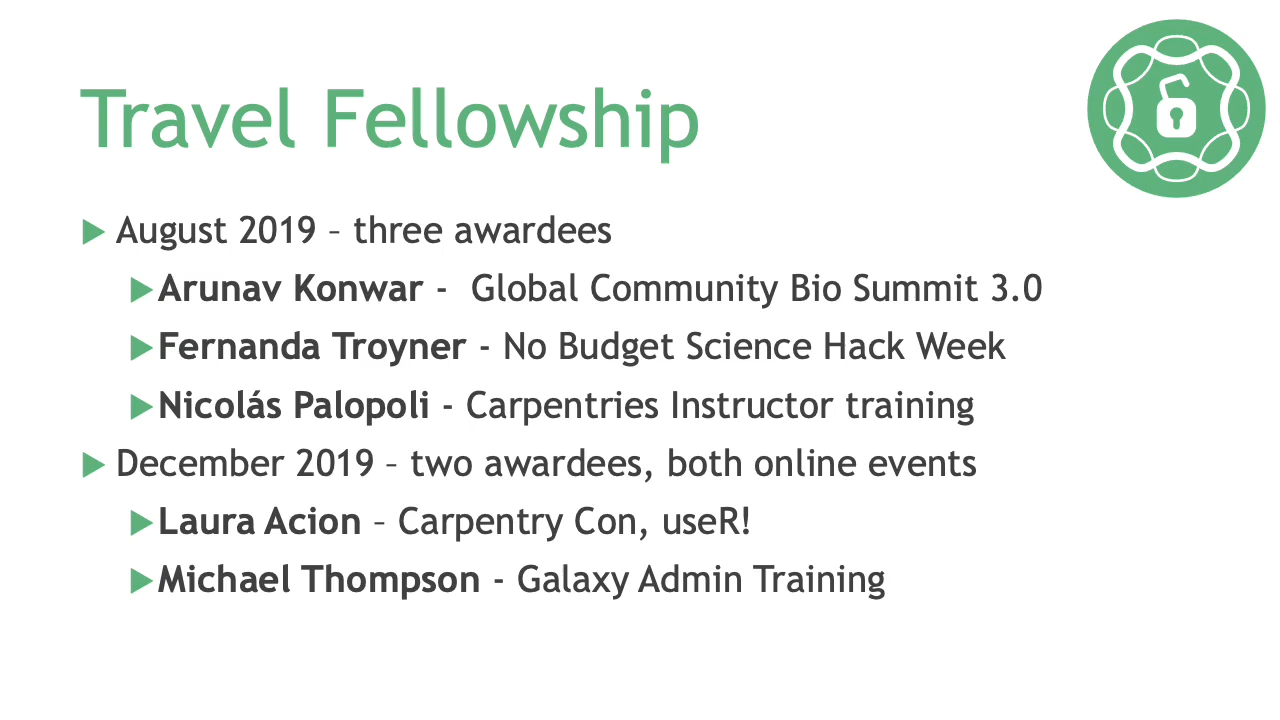 Travel Fellowship
August 2019 – three awardees
Arunav Konwar -  Global Community Bio Summit 3.0
Fernanda Troyner - No Budget Science Hack Week
Nicolás Palopoli - Carpentries Instructor training
December 2019 – two awardees, both online events
Laura Acion – Carpentry Con, useR!
Michael Thompson - Galaxy Admin Training